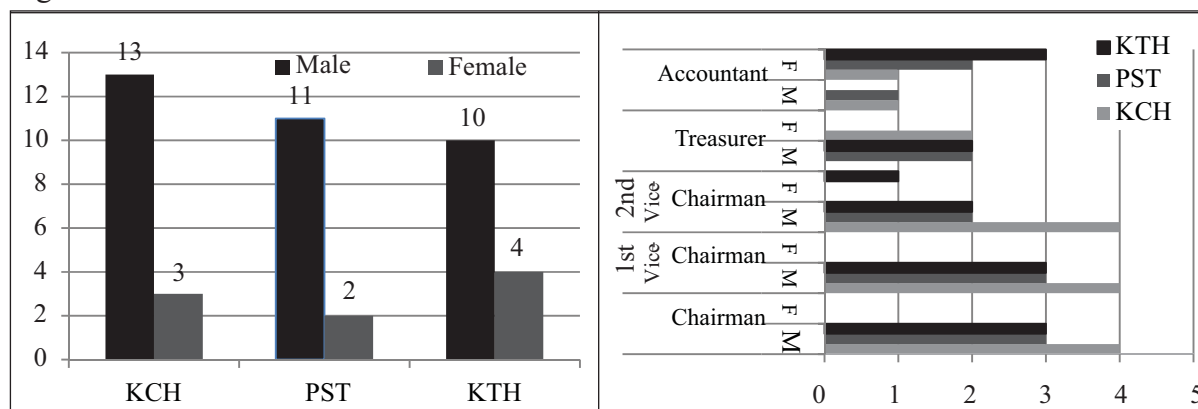 14
12
10
8
6
4
2
0
13
3
11
2
10
4
Male
Female
KCH
PST
KTH
KTH
PST
KCH
Accountant
F
M
Treasurer
F
M
2nd Vice
Chairman
F
M
1st Vice
Chairman
F
M
Chairman
F
M
0 1 2 3 4 5